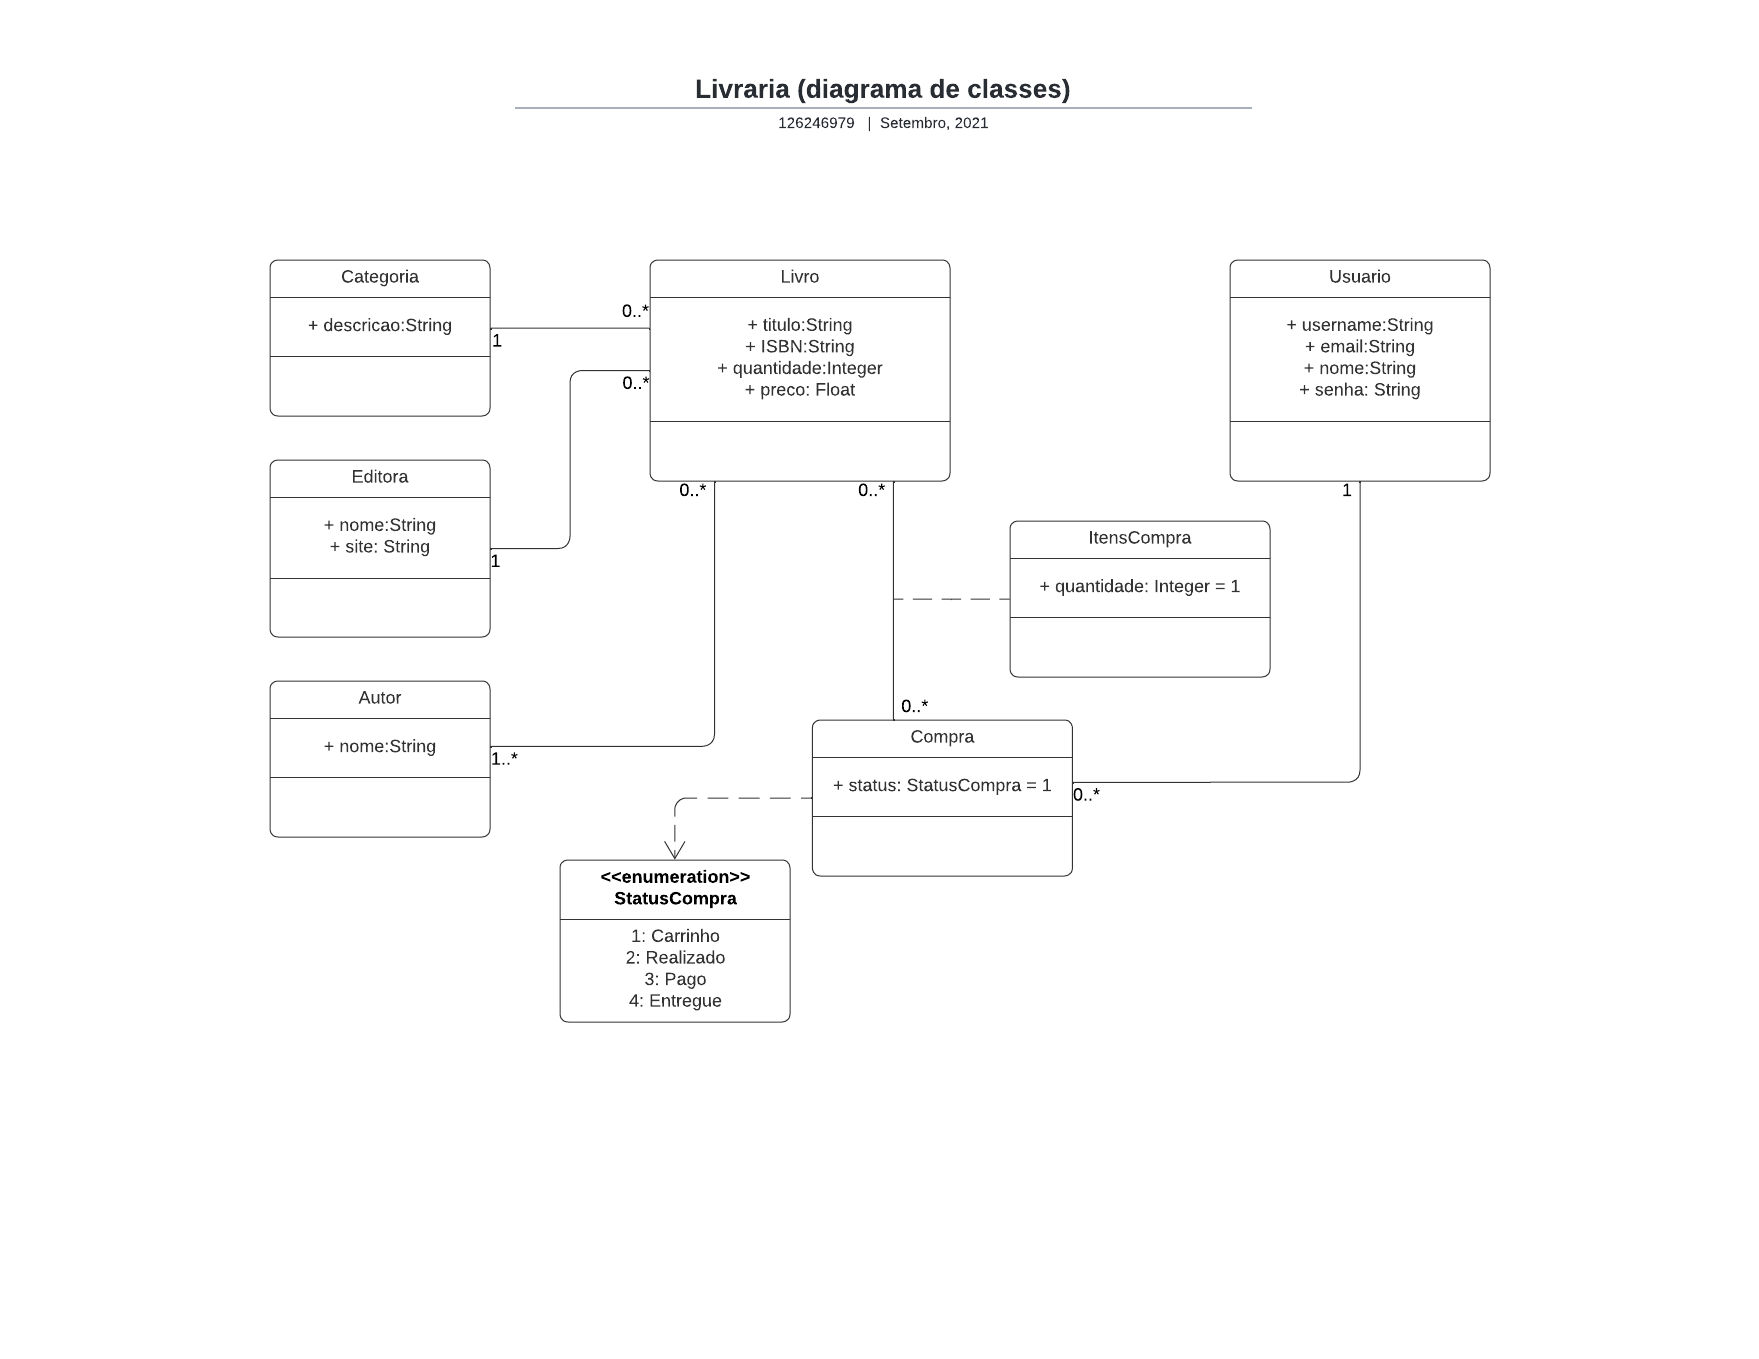 Livraria (diagrama de classes)
126246979 | Setembro, 2021
Categoria
+ descricao:String
1
0..*
Livro
+ titulo:String
+ ISBN:String
+ quantidade:Integer
+ preco: Float
0..*
0..*
0..*
Usuario
+ username:String
+ email:String
+ nome:String
+ senha: String
1
Editora
+ nome:String
+ site: String
1
ItensCompra
+ quantidade: Integer = 1
Autor
+ nome:String
1..*
0..*
Compra
+ status: StatusCompra = 1
0..*
<<enumeration>>
StatusCompra
1: Carrinho
2: Realizado
3: Pago
4: Entregue